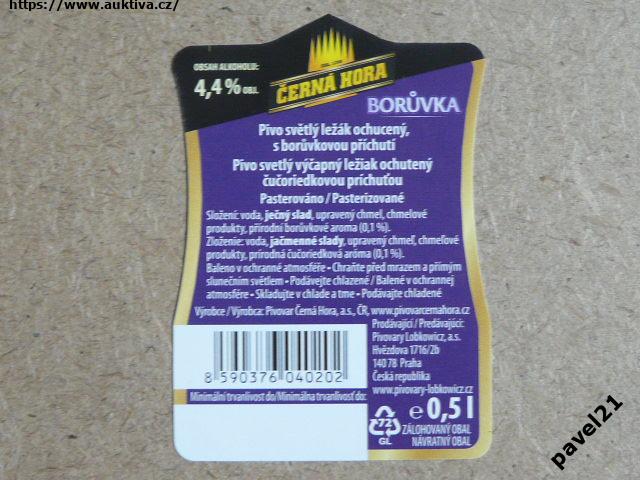 https://www.auktiva.cz/
OBSAH ALKOHOLU:
4,4 % OBJ.
ČERNÁ HORA
BORŮVKA
Pivo světlý ležák ochucený,
s borůvkovou příchutí
Pivo svetlý výčapný ležiak ochutený
čučoriedkovou príchuťou
Pasterováno / Pasterizované
Složení: voda, ječný slad, upravený chmel, chmelové
produkty, přírodní borůvkové aroma (0,1 %).
Zloženie: voda, jačmenné slady, upravený chmeľ, chmeľové
produkty, prírodná čučoriedková aróma (0,1 %).
Baleno v ochranné atmosféře • Chraňte před mrazem a přímým
slunečním světlem • Podávejte chlazené / Balené v ochrannej
atmosfére • Skladujte v chlade a tme • Podávajte chladené
Výrobce / Výrobca: Pivovar Černá Hora, a.s., ČR, www.pivovarcernahora.cz
Prodávající / Predávajúci:
Pivovary Lobkowicz, a.s.
Hvězdova 1716/2b
140 78 Praha
Česká republika
www.pivovary-lobkowicz.cz
8 590376 040202
Minimální trvanlivost do/Minimálna trvanlivosť do:
72
GL
e 0,5 l
ZÁLOHOVANÝ OBAL
NÁVRATNÝ OBAL
pavel21